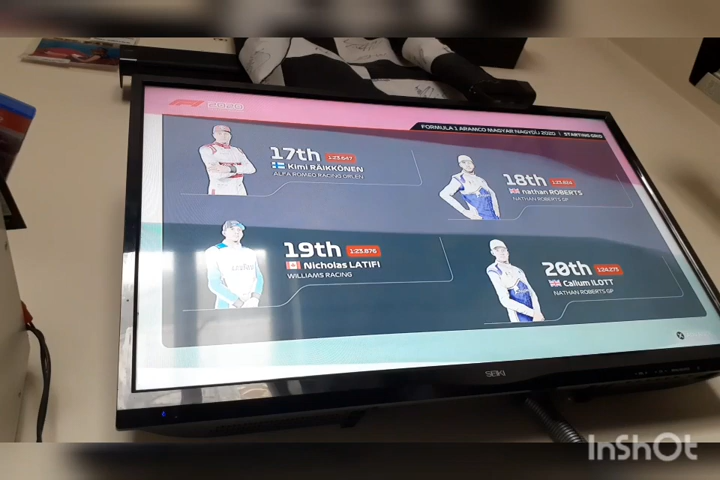 F1 2020
FORMULA 1 ARAMCO MAGYAR NAGYDÍJ 2020 | STARTING GRID
17th 1:23.647
Kimi RÄIKKÖNEN
ALFA ROMEO RACING ORLEN
18th
nathan ROBERTS
NATHAN ROBERTS GP
19th 1:23.876
Nicholas LATIFI
WILLIAMS RACING
20th 1:24.273
Callum ILOTT
NATHAN ROBERTS GP
SEIKI
InShOt